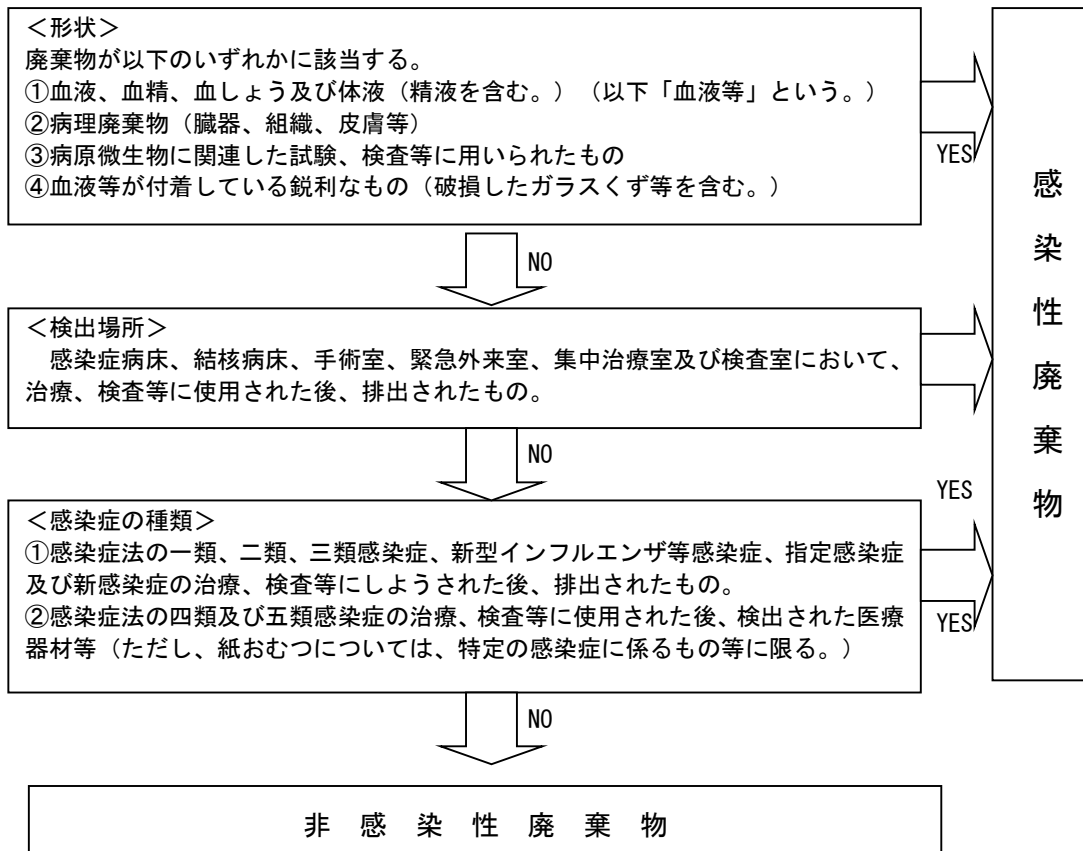 ＜形状＞
廃棄物が以下のいずれかに該当する。
①血液、血精、血しょう及び体液（精液を含む。）（以下「血液等」という。）
②病理廃棄物（臓器、組織、皮膚等）
③病原微生物に関連した試験、検査等に用いられたもの
④血液等が付着している鋭利なもの（破損したガラスくず等を含む。）
YES
NO
＜検出場所＞
感染症病床、結核病床、手術室、緊急外来室、集中治療室及び検査室において、
治療、検査等に使用された後、排出されたもの。
NO
YES
＜感染症の種類＞
①感染症法の一類、二類、三類感染症、新型インフルエンザ等感染症、指定感染症
及び新感染症の治療、検査等にしようされた後、排出されたもの。
②感染症法の四類及び五類感染症の治療、検査等に使用された後、検出された医療
器材等（ただし、紙おむつについては、特定の感染症に係るもの等に限る。）
YES
NO
感染性廃棄物
非感染性廃棄物